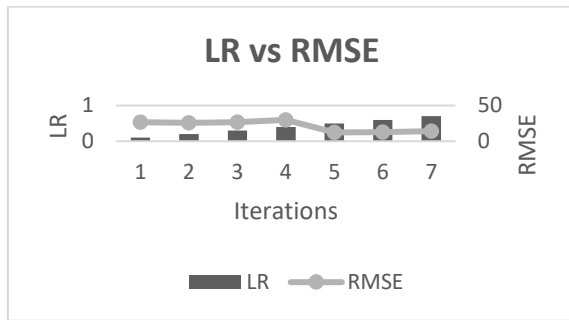 LR vs RMSE
1
0
LR
50
0
RMSE
1 2 3 4 5 6 7
Iterations
LR RMSE